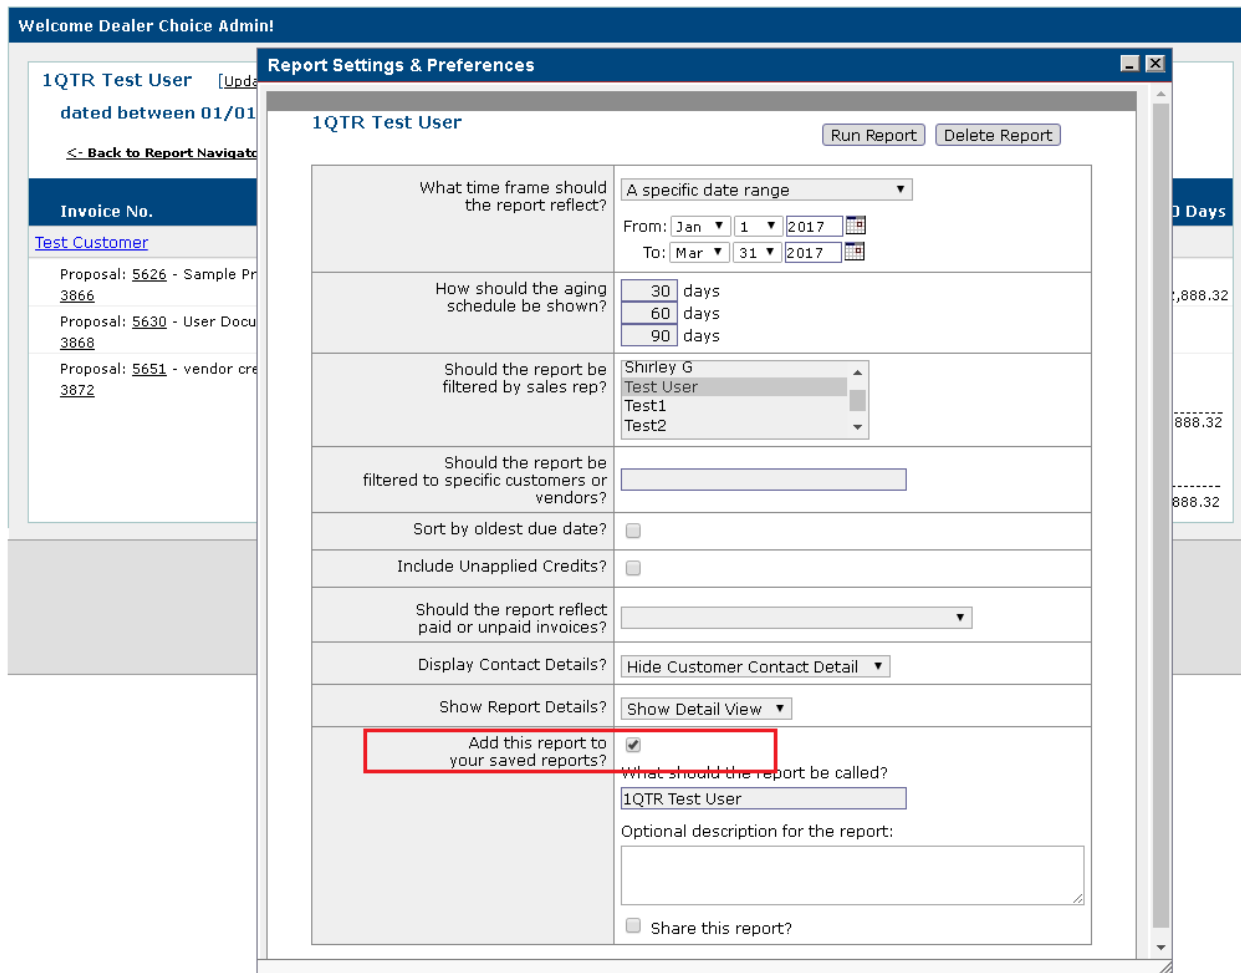 Welcome Dealer Choice Admin!
1QTR Test User [Upda
dated between 01/01
<- Back to Report Navigato
Invoice No.
0 Days
Test Customer
Proposal: 5626 - Sample Pr
3866
,888.32
Proposal: 5630 - User Docu
3868
Proposal: 5651 - vendor cre
3872
888.32
888.32
Report Settings & Preferences
1QTR Test User
Run Report Delete Report
What time frame should
the report reflect?
A specific date range
From: Jan 1 2017
To: Mar 31 2017
How should the aging
schedule be shown?
30 days
60 days
90 days
Should the report be
filtered by sales rep?
Shirley G
Test User
Test1
Test2
Should the report be
filtered to specific customers or
vendors?
Sort by oldest due date?
Include Unapplied Credits?
Should the report reflect
paid or unpaid invoices?
Display Contact Details? Hide Customer Contact Detail
Show Report Details? Show Detail View
Add this report to
your saved reports?
What should the report be called?
1QTR Test User
Optional description for the report:
Share this report?